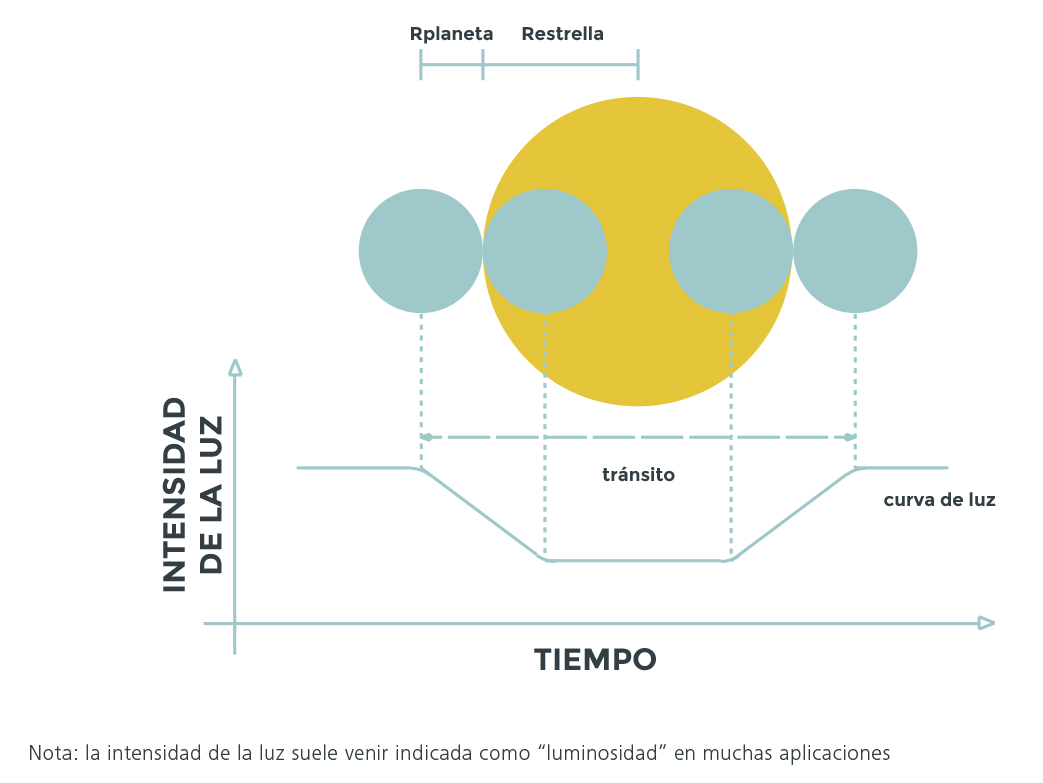 Rplaneta
Restrella
INTENSIDAD
DE LA LUZ
tránsito
curva de luz
TIEMPO
Nota: la intensidad de la luz suele venir indicada como “luminosidad” en muchas aplicaciones